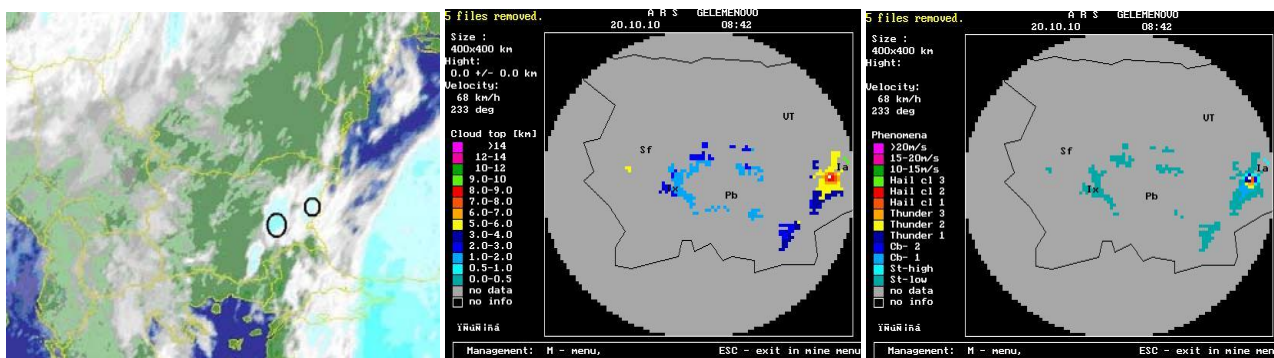 5 files removed.
A R S GELEMENOVO
20.10.10 08:42
Size :
400x400 km
Hight:
0.0 +/- 0.0 km
Velocity:
68 km/h
233 deg
Cloud top [km]
>14
12-14
10-12
9.0-10
8.0-9.0
7.0-8.0
6.0-7.0
5.0-6.0
3.0-4.0
2.0-3.0
1.0-2.0
0.5-1.0
0.0-0.5
no data
no info
VT
Sf
Ia
Ix
Pb
Management: M - menu, ESC - exit in mine menu
5 files removed.
A R S GELEMENOVO
20.10.10 08:42
Size :
400x400 km
Hight:
0.0 +/- 0.0 km
Velocity:
68 km/h
233 deg
Phenomena
>20m/s
15-20m/s
10-15m/s
Hail cl 3
Hail cl 2
Hail cl 1
Thunder 3
Thunder 2
Thunder 1
Cb- 2
Cb- 1
St-high
St-low
no data
no info
VT
Sf
Ia
Ix
Pb
Management: M - menu, ESC - exit in mine menu